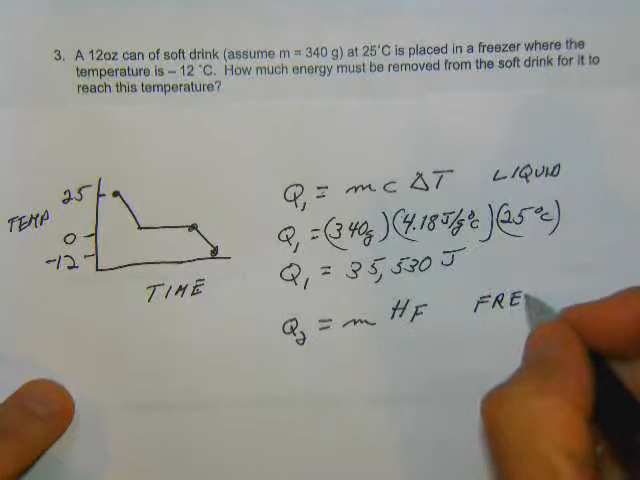 3. A 12oz can of soft drink (assume m = 340 g) at 25˚C is placed in a freezer where the
temperature is – 12 ˚C. How much energy must be removed from the soft drink for it to
reach this temperature?
Q₁ = m c ΔT LIQUID
25
TEMP
0
-12
TIME
Q₁ = (340g)(4.18 J/g°C)(25°C)
Q₁ = 35,530 J
Q₂ = m HF FRE